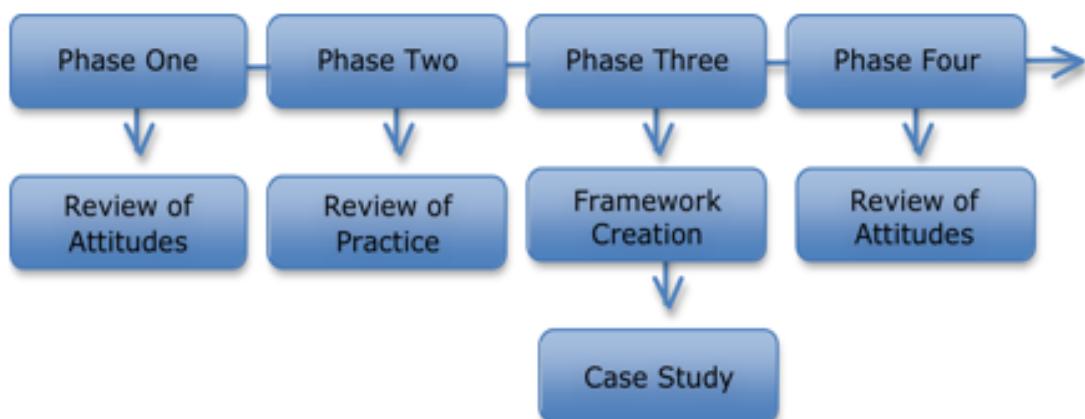 Phase One
Phase Two
Phase Three
Phase Four
Review of
Attitudes
Review of
Practice
Framework
Creation
Review of
Attitudes
Case Study